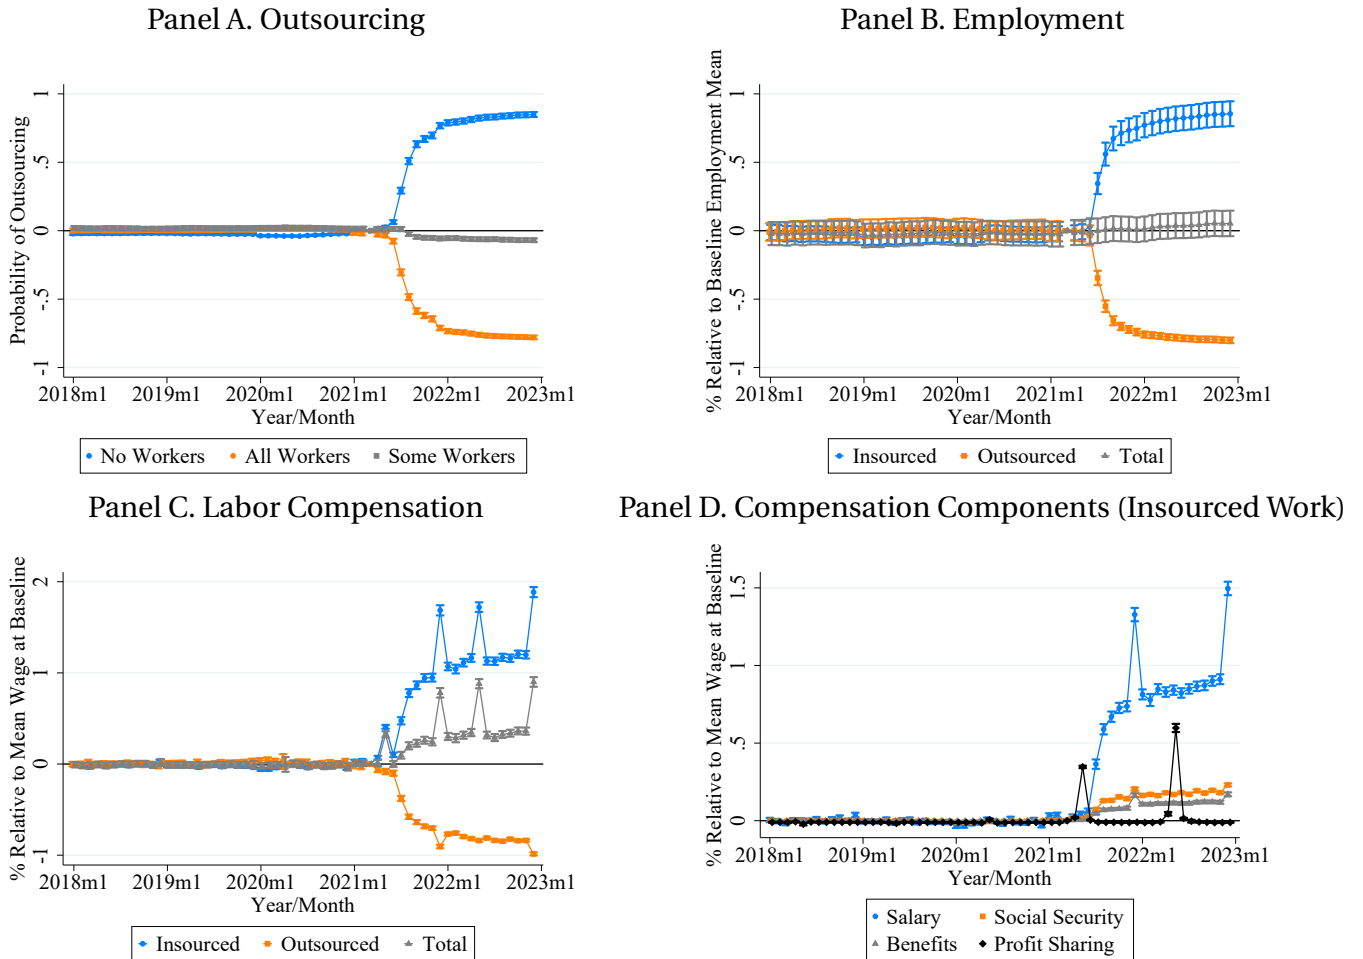 Panel A. Outsourcing
Probability of Outsourcing
1
.5
0
-.5
-1
2018m1 2019m1 2020m1 2021m1 2022m1 2023m1
Year/Month
No Workers All Workers Some Workers
Panel B. Employment
% Relative to Baseline Employment Mean
1
.5
0
-.5
-1
2018m1 2019m1 2020m1 2021m1 2022m1 2023m1
Year/Month
Insourced Outsourced Total
Panel C. Labor Compensation
% Relative to Mean Wage at Baseline
2
1
0
-1
2018m1 2019m1 2020m1 2021m1 2022m1 2023m1
Year/Month
Insourced Outsourced Total
Panel D. Compensation Components (Insourced Work)
% Relative to Mean Wage at Baseline
1.5
1
.5
0
2018m1 2019m1 2020m1 2021m1 2022m1 2023m1
Year/Month
Salary Social Security
Benefits Profit Sharing